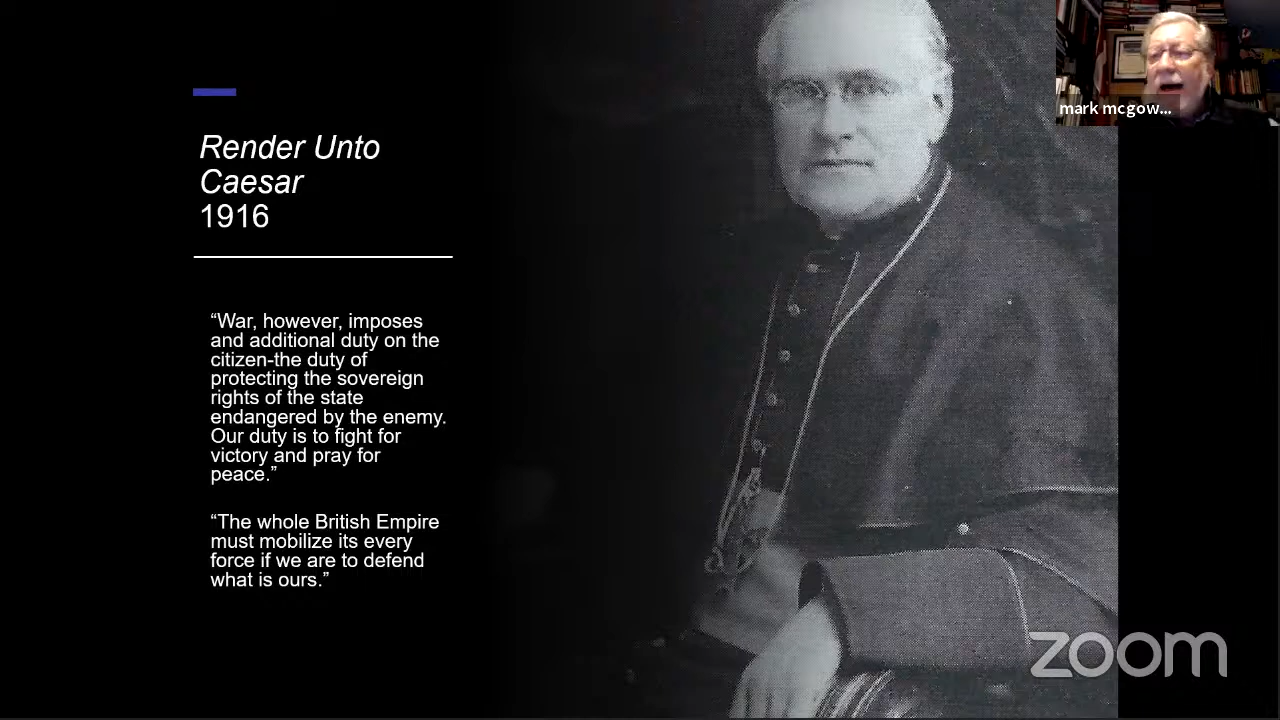 Render Unto
Caesar
1916
“War, however, imposes
and additional duty on the
citizen-the duty of
protecting the sovereign
rights of the state
endangered by the enemy.
Our duty is to fight for
victory and pray for
peace.”
“The whole British Empire
must mobilize its every
force if we are to defend
what is ours.”
mark mcgow...
zoom